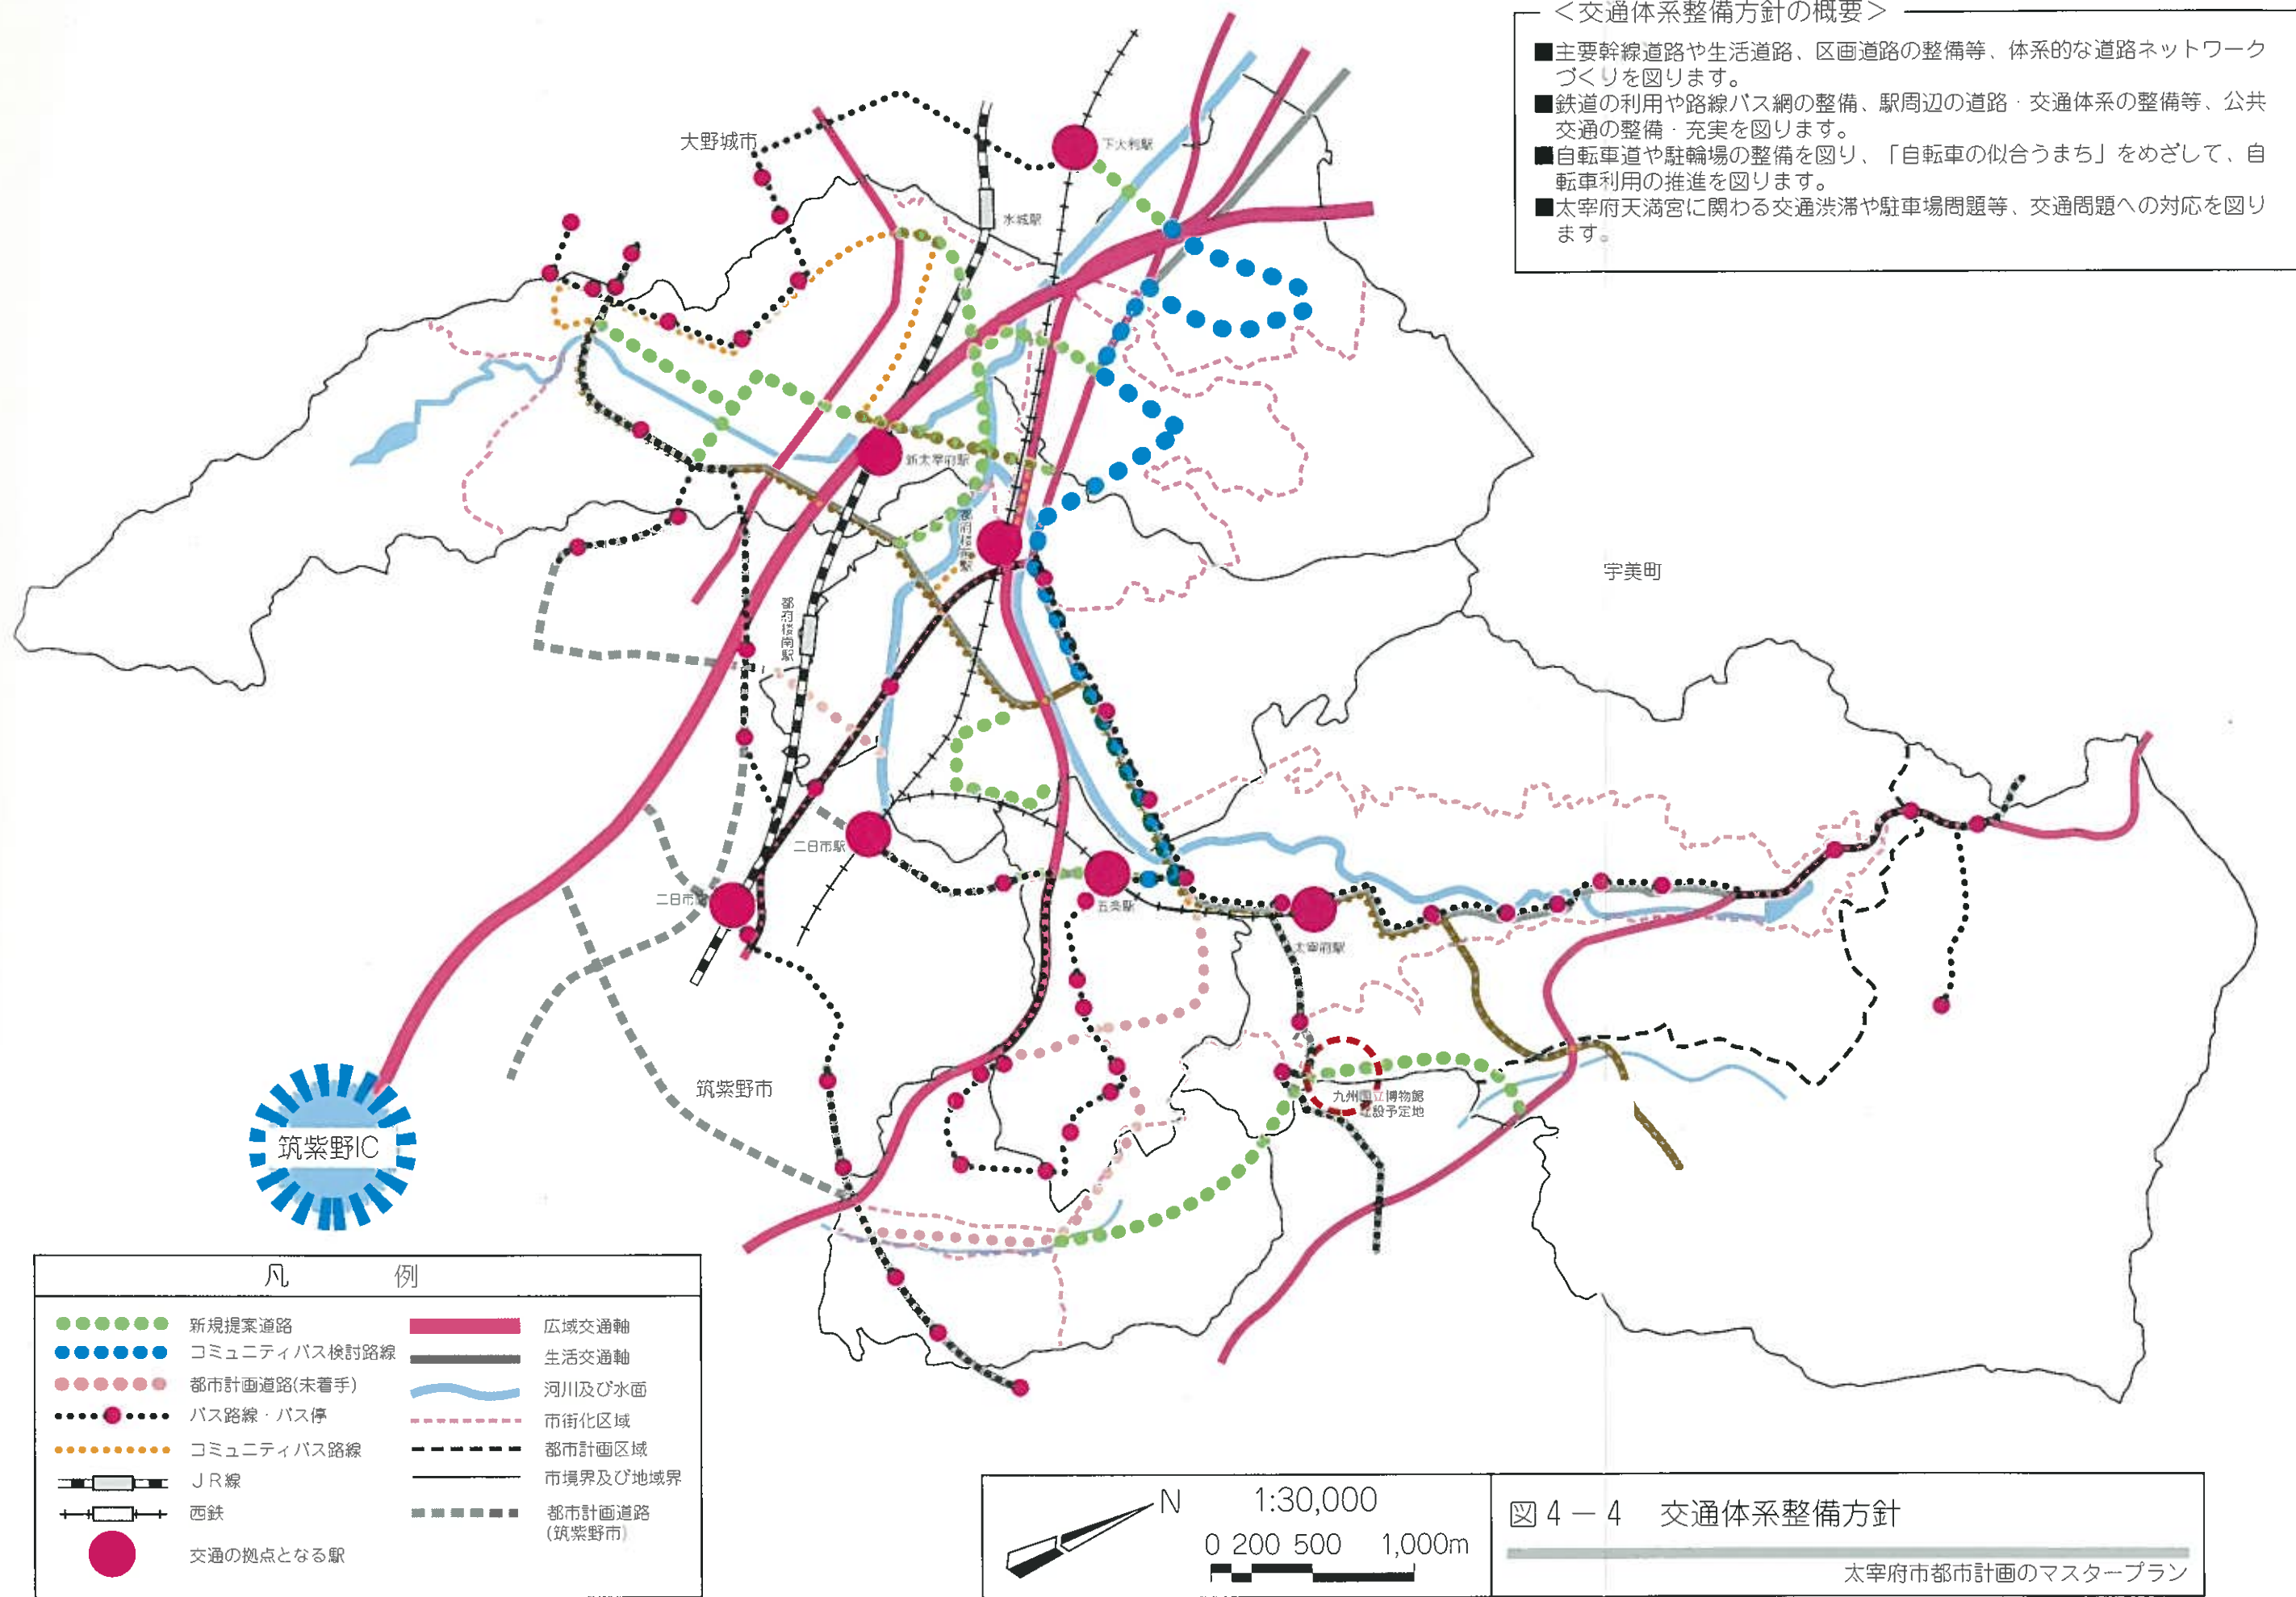 ＜交通体系整備方針の概要＞
■主要幹線道路や生活道路、区画道路の整備等、体系的な道路ネットワーク
づくりを図ります。
■鉄道の利用や路線バス網の整備、駅周辺の道路・交通体系の整備等、公共
交通の整備・充実を図ります。
■自転車道や駐輪場の整備を図り、「自転車の似合うまち」をめざして、自
転車利用の推進を図ります。
■太宰府天満宮に関わる交通渋滞や駐車場問題等、交通問題への対応を図り
ます。
大野城市
下大利駅
水城駅
新太宰府駅
都府楼前駅
宇美町
都府楼南駅
二日市駅
二日市
五条駅
太宰府駅
筑紫野市
九州国立博物館
建設予定地
筑紫野IC
凡　例
新規提案道路
コミュニティバス検討路線
都市計画道路(未着手)
バス路線・バス停
コミュニティバス路線
ＪＲ線
西鉄
交通の拠点となる駅
広域交通軸
生活交通軸
河川及び水面
市街化区域
都市計画区域
市境界及び地域界
都市計画道路
(筑紫野市)
N
1:30,000
0 200 500 1,000m
図４－４　交通体系整備方針
太宰府市都市計画のマスタープラン